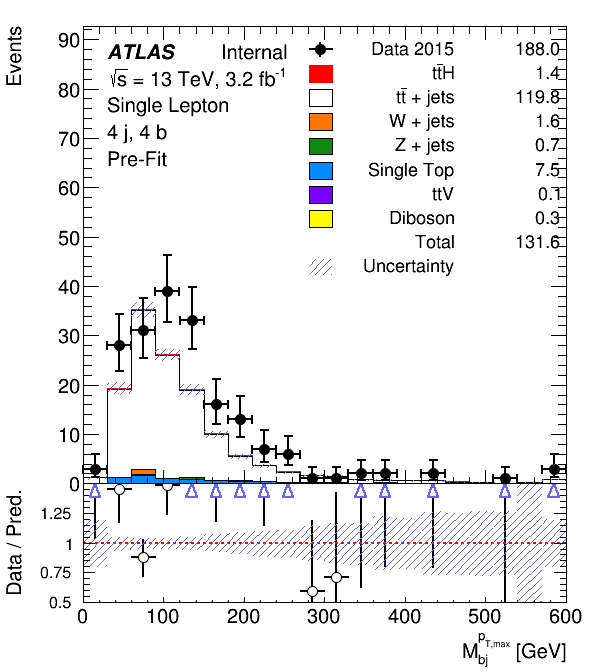 Events
90
80
70
60
50
40
30
20
10
0
ATLAS Internal
√s = 13 TeV, 3.2 fb⁻¹
Single Lepton
4 j, 4 b
Pre-Fit
Data 2015 188.0
tt̄H 1.4
tt̄ + jets 119.8
W + jets 1.6
Z + jets 0.7
Single Top 7.5
ttV 0.1
Diboson 0.3
Total 131.6
Uncertainty
Data / Pred.
1.25
1
0.75
0.5
0 100 200 300 400 500 600
M_bj^{p_T,max} [GeV]